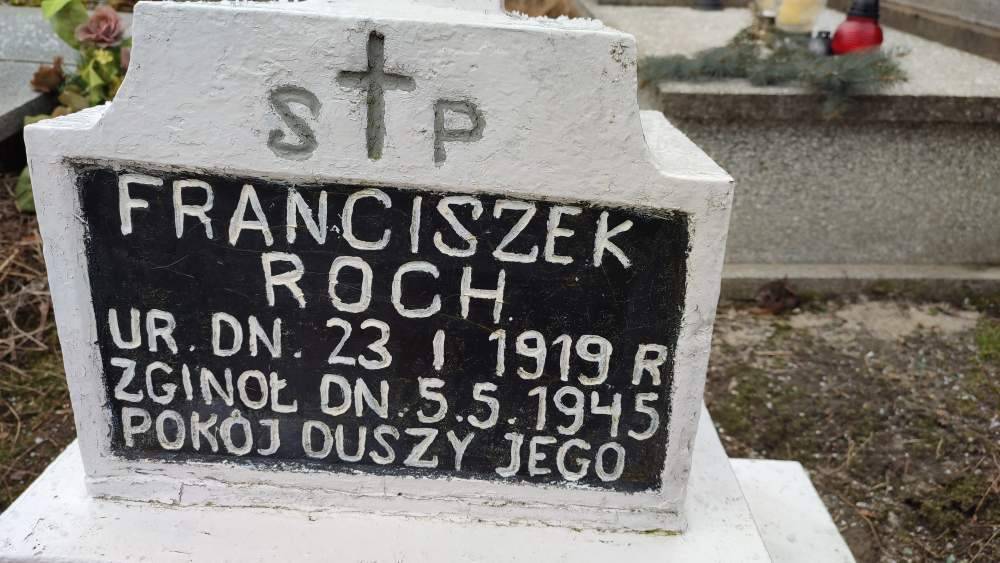 S P
FRANCISZEK
ROCH
UR. DN. 23 I 1919 R
ZGINOŁ DN. 5.5.1945
POKÓJ DUSZY JEGO